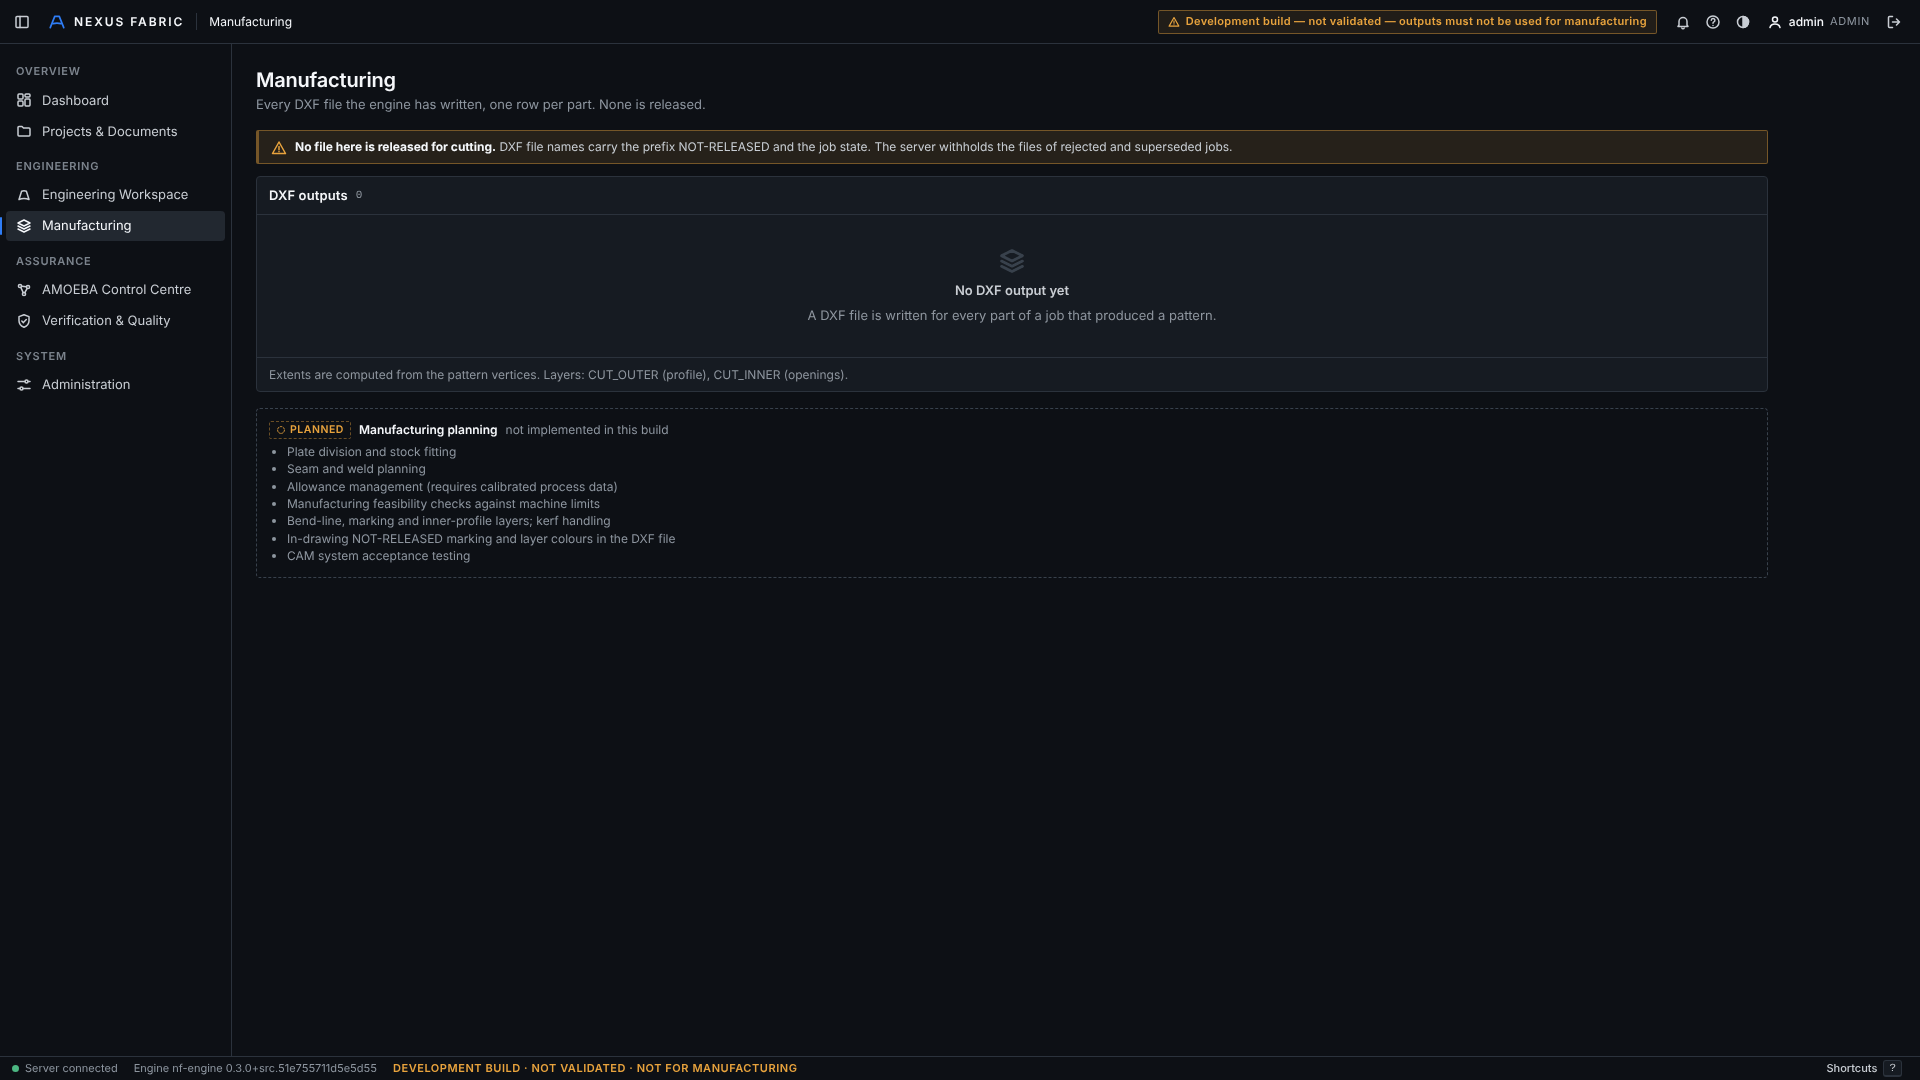 NEXUS FABRIC
Manufacturing
Development build — not validated — outputs must not be used for manufacturing
admin ADMIN
OVERVIEW
Dashboard
Projects & Documents
ENGINEERING
Engineering Workspace
Manufacturing
ASSURANCE
AMOEBA Control Centre
Verification & Quality
SYSTEM
Administration
Manufacturing
Every DXF file the engine has written, one row per part. None is released.
No file here is released for cutting. DXF file names carry the prefix NOT-RELEASED and the job state. The server withholds the files of rejected and superseded jobs.
DXF outputs 0
No DXF output yet
A DXF file is written for every part of a job that produced a pattern.
Extents are computed from the pattern vertices. Layers: CUT_OUTER (profile), CUT_INNER (openings).
PLANNED Manufacturing planning not implemented in this build
• Plate division and stock fitting
• Seam and weld planning
• Allowance management (requires calibrated process data)
• Manufacturing feasibility checks against machine limits
• Bend-line, marking and inner-profile layers; kerf handling
• In-drawing NOT-RELEASED marking and layer colours in the DXF file
• CAM system acceptance testing
Server connected Engine nf-engine 0.3.0+src.51e755711d5e5d55 DEVELOPMENT BUILD · NOT VALIDATED · NOT FOR MANUFACTURING
Shortcuts ?